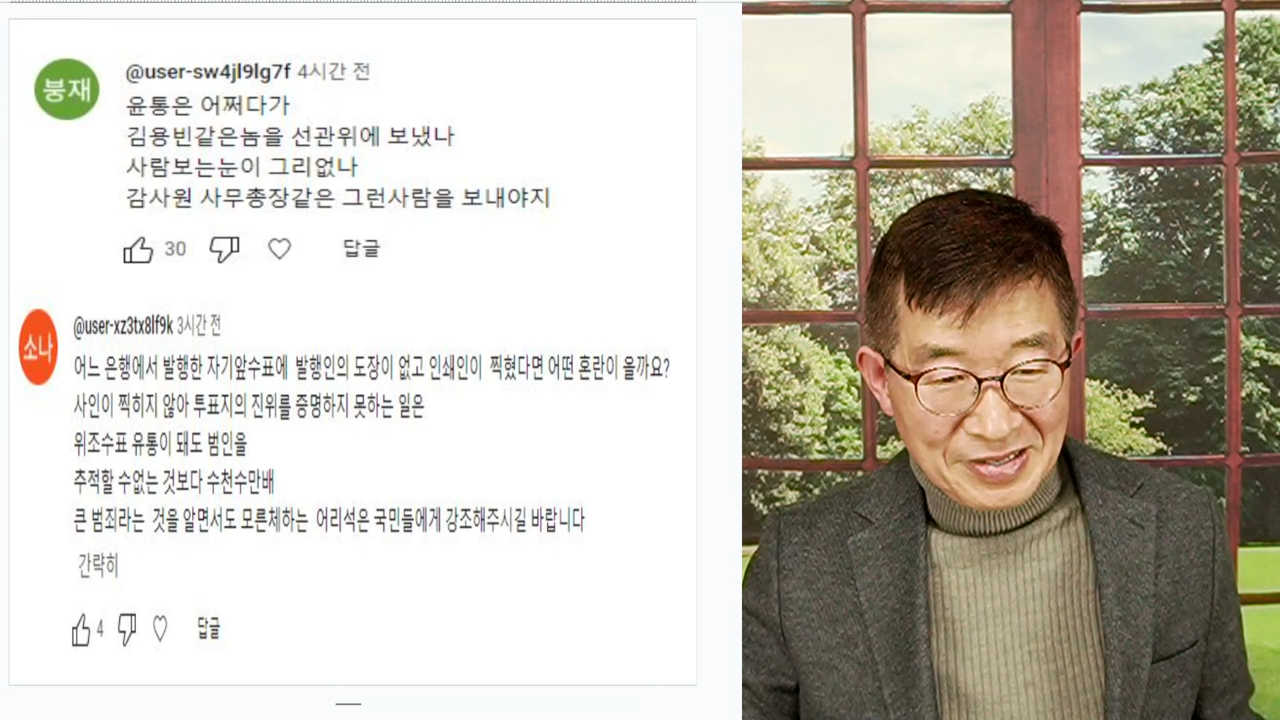 붕재
@user-sw4jl9lg7f 4시간 전
윤통은 어쩌다가
김용빈같은놈을 선관위에 보냈나
사람보는눈이 그리없나
감사원 사무총장같은 그런사람을 보내야지
30 답글
소나
@user-xz3tx8lf9k 3시간 전
어느 은행에서 발행한 자기앞수표에 발행인의 도장이 없고 인쇄인이 찍혔다면 어떤 혼란이 올까요?
사인이 찍히지 않아 투표지의 진위를 증명하지 못하는 일은
위조수표 유통이 돼도 범인을
추적할 수없는 것보다 수천수만배
큰 범죄라는 것을 알면서도 모른체하는 어리석은 국민들에게 강조해주시길 바랍니다
간략히
4 답글